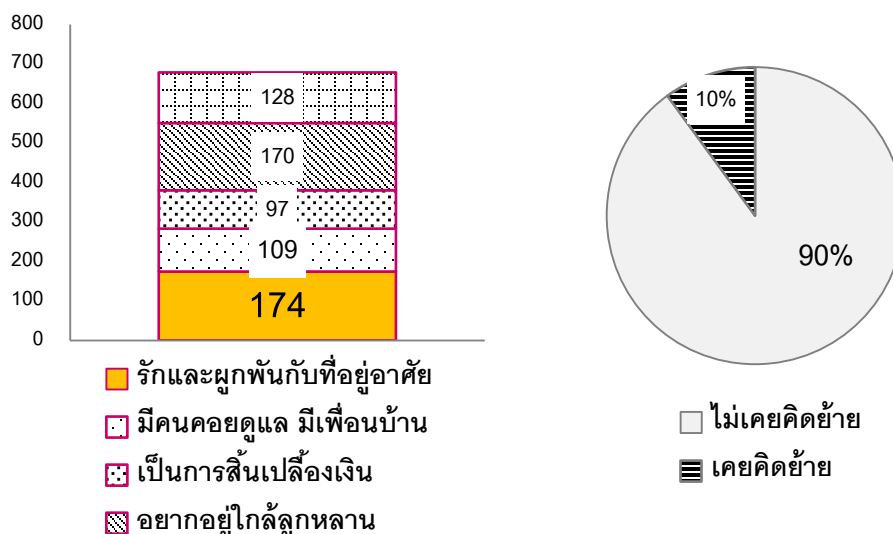 800
700
600
500
400
300
200
100
0
128
170
97
109
174
รักและผูกพันกับที่อยู่อาศัย
มีคนคอยดูแล มีเพื่อนบ้าน
เป็นการสิ้นเปลื้องเงิน
อยากอยู่ใกล้ลูกหลาน
10%
90%
ไม่เคยคิดย้าย
เคยคิดย้าย